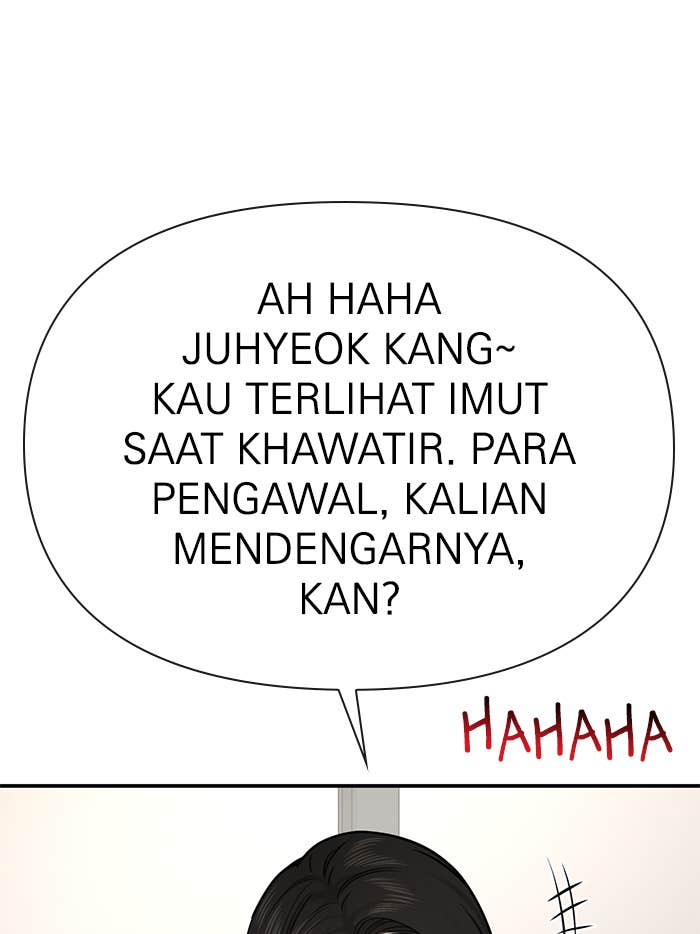 AH HAHA
JUHYEOK KANG~
KAU TERLIHAT IMUT
SAAT KHAWATIR. PARA
PENGAWAL, KALIAN
MENDENGARNYA,
KAN?
HAHAHA